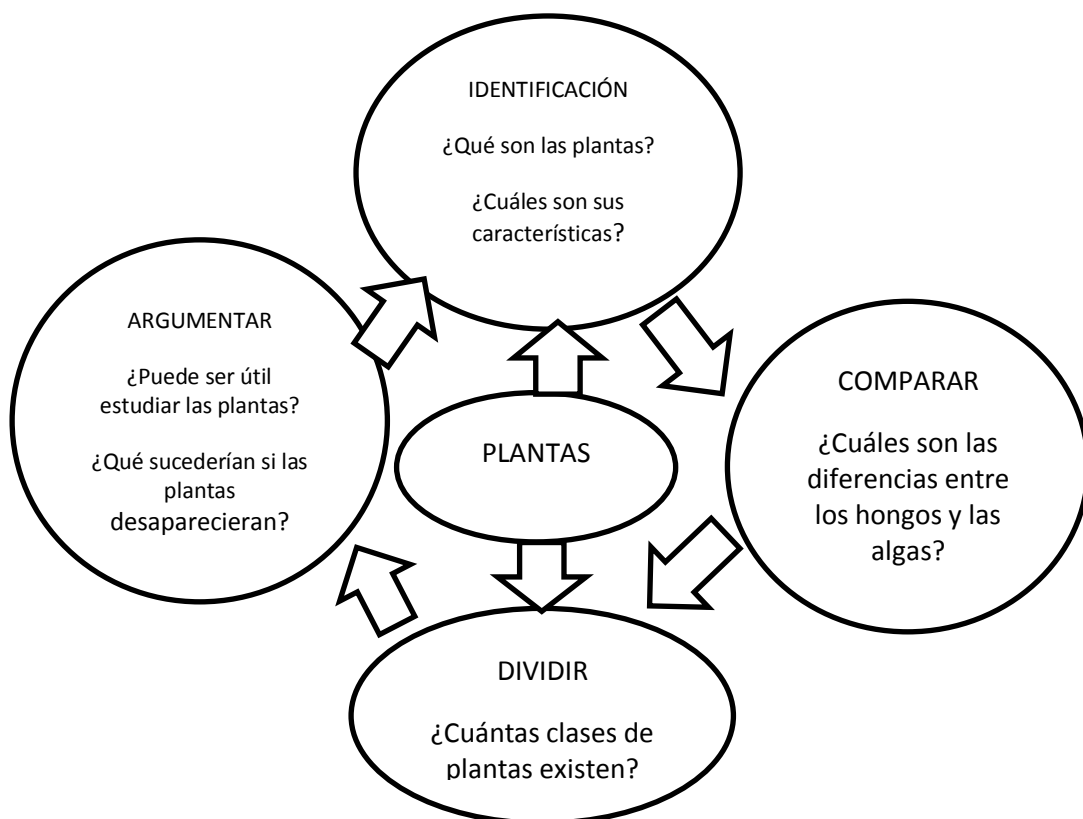 IDENTIFICACIÓN
¿Qué son las plantas?
¿Cuáles son sus
características?
ARGUMENTAR
¿Puede ser útil
estudiar las plantas?
¿Qué sucederían si las
plantas
desaparecieran?
PLANTAS
COMPARAR
¿Cuáles son las
diferencias entre
los hongos y las
algas?
DIVIDIR
¿Cuántas clases de
plantas existen?